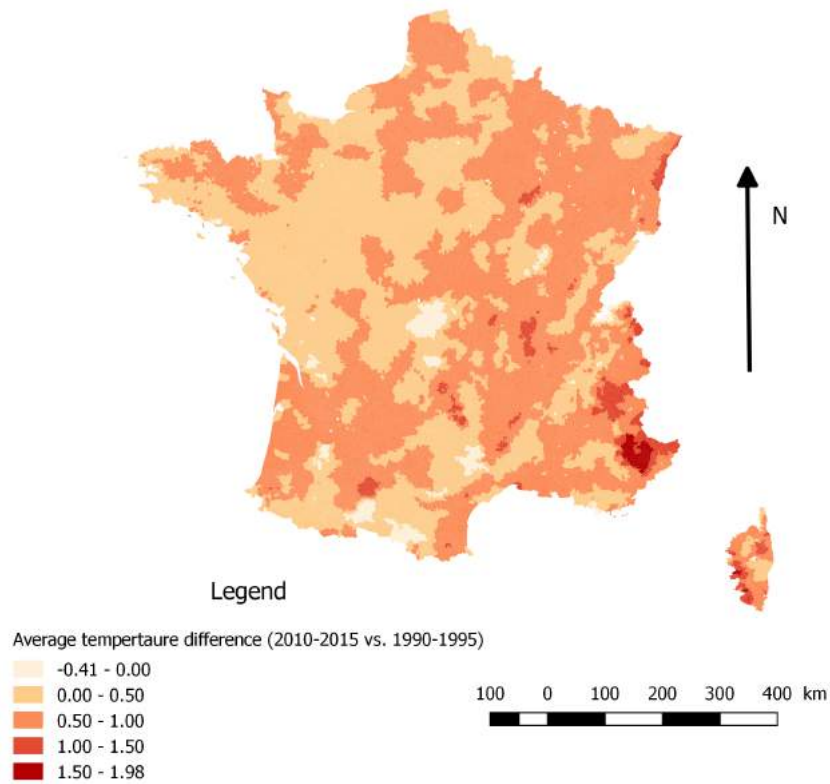 N
Legend
Average tempertaure difference (2010-2015 vs. 1990-1995)
-0.41 - 0.00
0.00 - 0.50
0.50 - 1.00
1.00 - 1.50
1.50 - 1.98
100 0 100 200 300 400 km